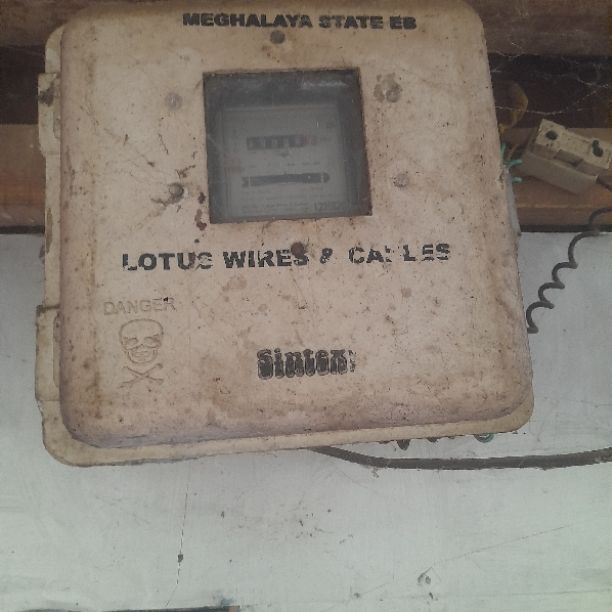 MEGHALAYA STATE EB
LOTUS WIRES & CABLES
DANGER
Sintex